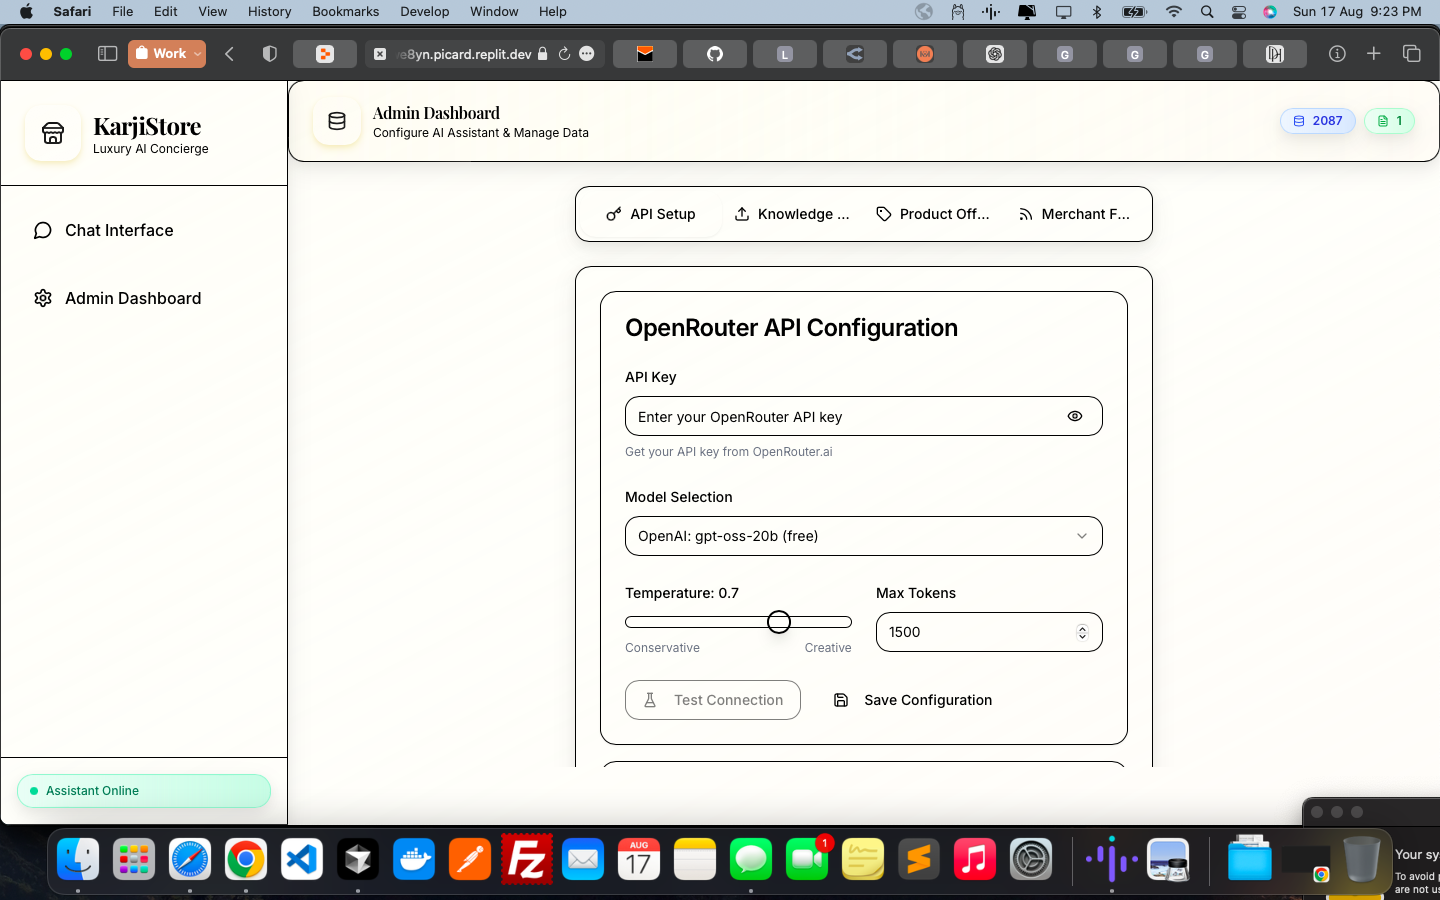 Safari File Edit View History Bookmarks Develop Window Help Sun 17 Aug 9:23 PM
Work e8yn.picard.replit.dev L G G G
KarjiStore
Luxury AI Concierge
Chat Interface
Admin Dashboard
Assistant Online
Admin Dashboard
Configure AI Assistant & Manage Data
2087 1
API Setup Knowledge ... Product Off... Merchant F...
OpenRouter API Configuration
API Key
Enter your OpenRouter API key
Get your API key from OpenRouter.ai
Model Selection
OpenAI: gpt-oss-20b (free)
Temperature: 0.7
Conservative Creative
Max Tokens
1500
Test Connection Save Configuration
Your sy
To avoid
are not us
FZ
AUG
17
1